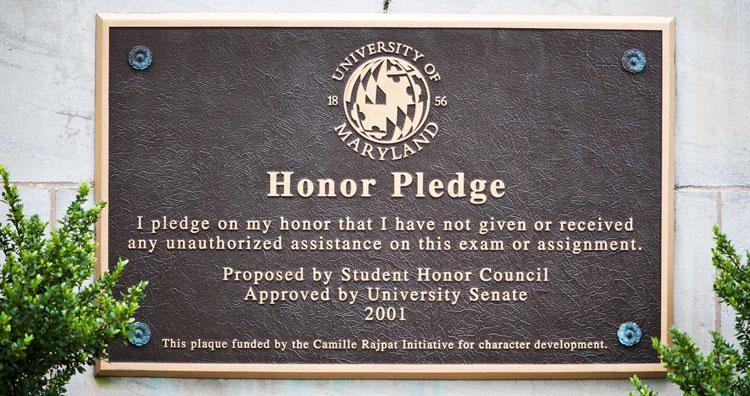 UNIVERSITY OF
18 56
MARYLAND
Honor Pledge
I pledge on my honor that I have not given or received
any unauthorized assistance on this exam or assignment.
Proposed by Student Honor Council
Approved by University Senate
2001
This plaque funded by the Camille Rajpat Initiative for character development.